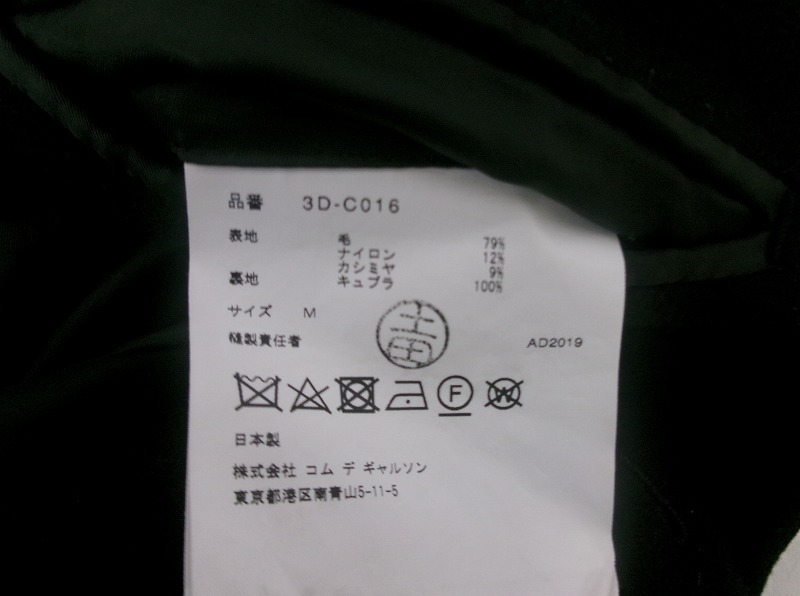 品番 3D-C016
表地 毛 79%
ナイロン 12%
カシミヤ 9%
裏地 キュプラ 100%
サイズ M
縫製責任者 土田 AD2019
F W
日本製
株式会社 コム デ ギャルソン
東京都港区南青山5-11-5